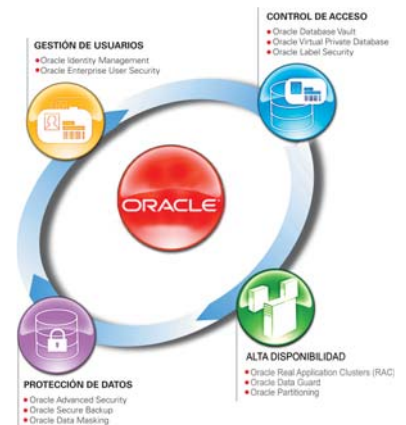 GESTIÓN DE USUARIOS
Oracle Identity Management
Oracle Enterprise User Security
CONTROL DE ACCESO
Oracle Database Vault
Oracle Virtual Private Database
Oracle Label Security
ORACLE
PROTECCIÓN DE DATOS
Oracle Advanced Security
Oracle Secure Backup
Oracle Data Masking
ALTA DISPONIBILIDAD
Oracle Real Application Clusters (RAC)
Oracle Data Guard
Oracle Partitioning